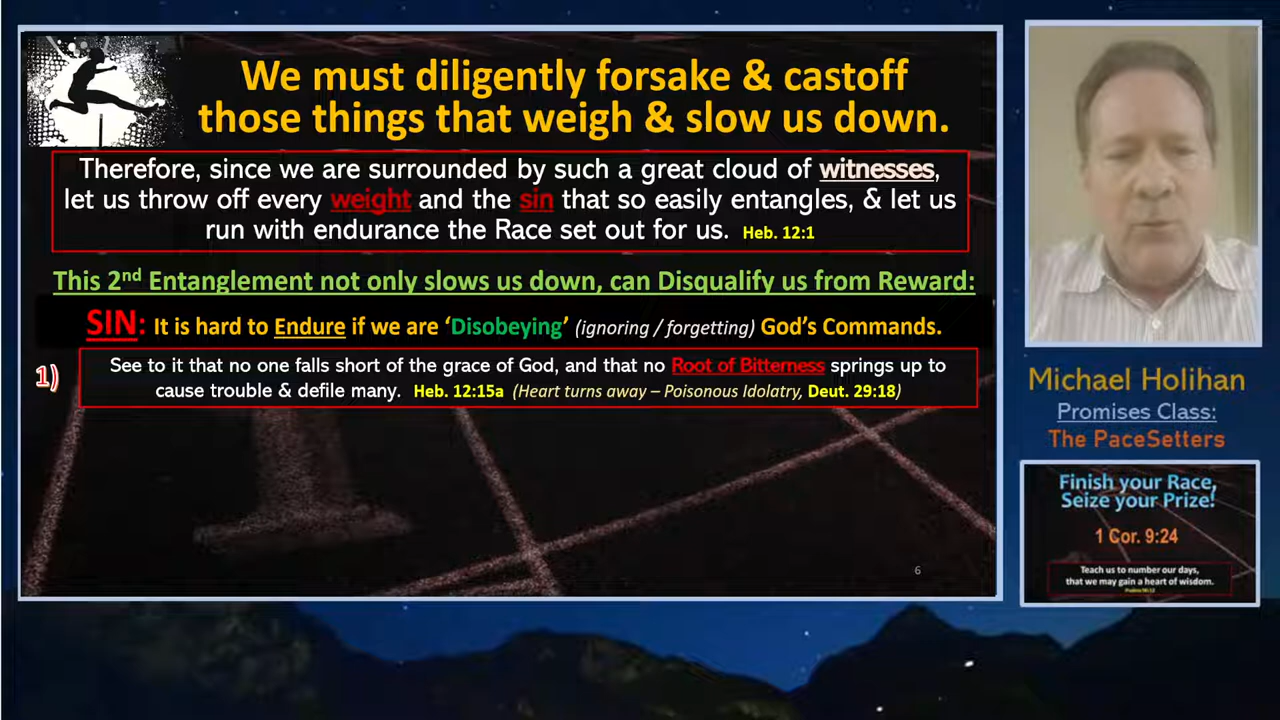 We must diligently forsake & castoff
those things that weigh & slow us down.
Therefore, since we are surrounded by such a great cloud of witnesses,
let us throw off every weight and the sin that so easily entangles, & let us
run with endurance the Race set out for us. Heb. 12:1
This 2nd Entanglement not only slows us down, can Disqualify us from Reward:
SIN: It is hard to Endure if we are ‘Disobeying’ (ignoring / forgetting) God’s Commands.
1) See to it that no one falls short of the grace of God, and that no Root of Bitterness springs up to
cause trouble & defile many. Heb. 12:15a (Heart turns away – Poisonous Idolatry, Deut. 29:18)
6
Michael Holihan
Promises Class:
The PaceSetters
Finish your Race,
Seize your Prize!
1 Cor. 9:24
Teach us to number our days,
that we may gain a heart of wisdom.